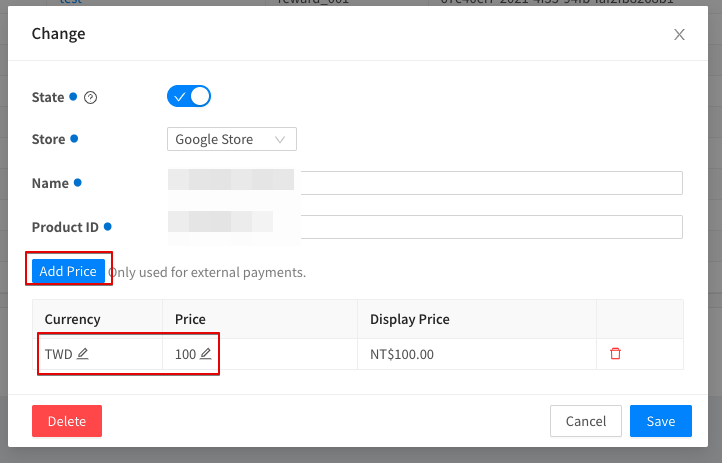 test
Change
State
Store Google Store
Name
Product ID
Add Price Only used for external payments.
Currency Price Display Price
TWD 100 NT$100.00
Delete Cancel Save